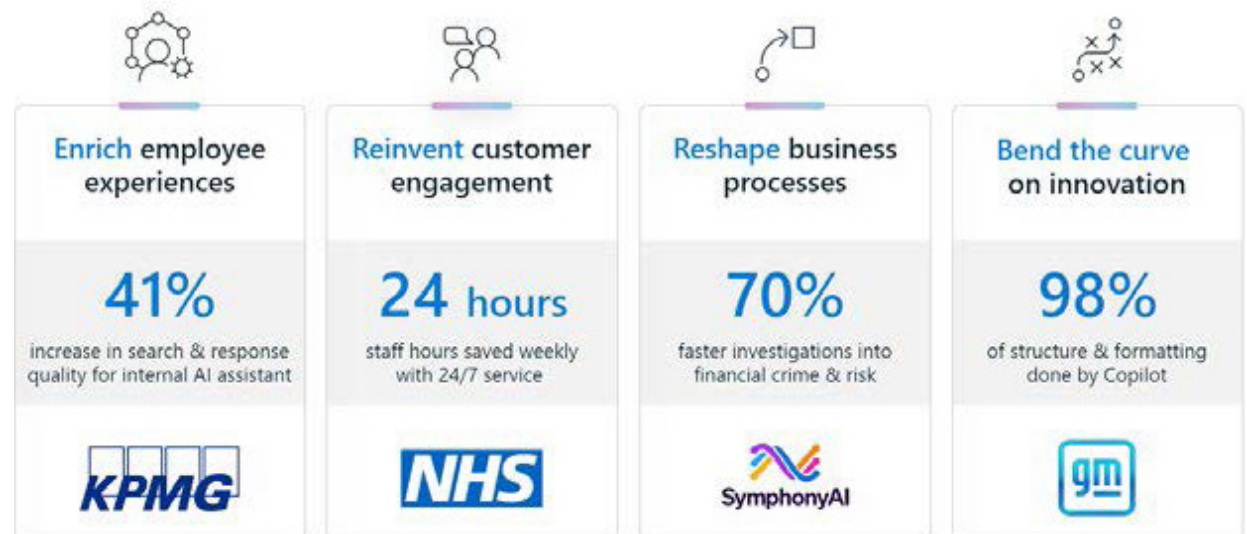 Enrich employee
experiences
41%
increase in search & response
quality for internal AI assistant
KPMG
Reinvent customer
engagement
24 hours
staff hours saved weekly
with 24/7 service
NHS
Reshape business
processes
70%
faster investigations into
financial crime & risk
SymphonyAI
Bend the curve
on innovation
98%
of structure & formatting
done by Copilot
gm